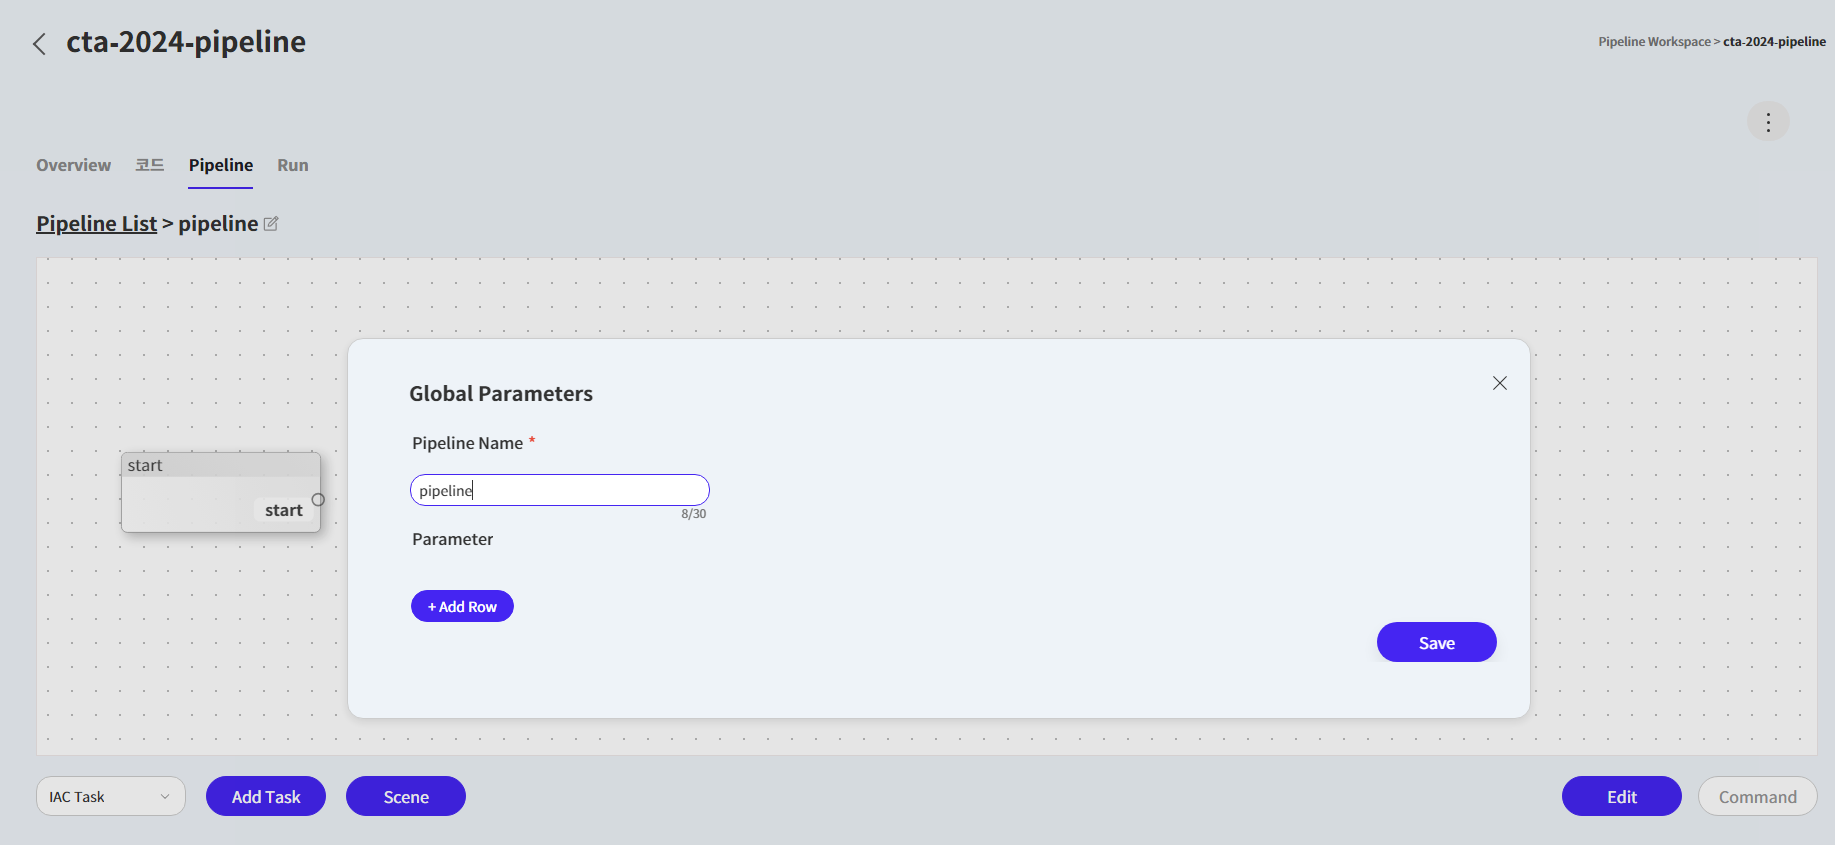 cta-2024-pipeline
Pipeline Workspace > cta-2024-pipeline
Overview 코드 Pipeline Run
Pipeline List > pipeline
Global Parameters
Pipeline Name *
start
pipeline
start
8/30
Parameter
+ Add Row
Save
IAC Task Add Task Scene Edit Command